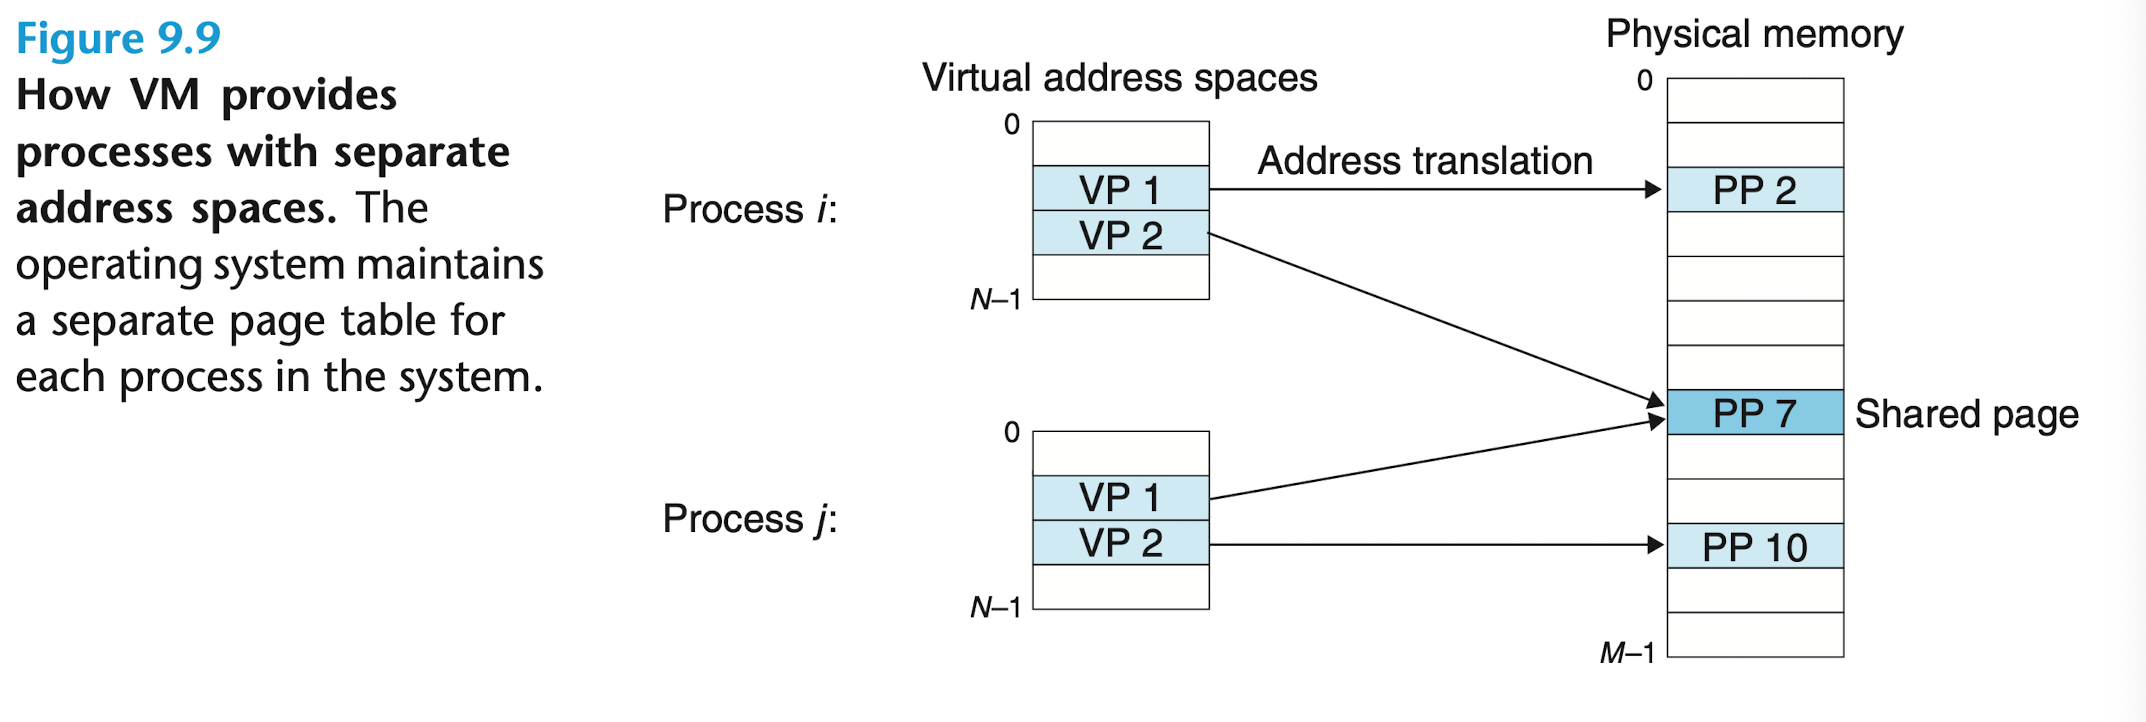 Figure 9.9
How VM provides
processes with separate
address spaces. The
operating system maintains
a separate page table for
each process in the system.
Virtual address spaces
Physical memory
Process i:
0
VP 1
VP 2
N–1
Address translation
Process j:
0
VP 1
VP 2
N–1
0
PP 2
PP 7
Shared page
PP 10
M–1